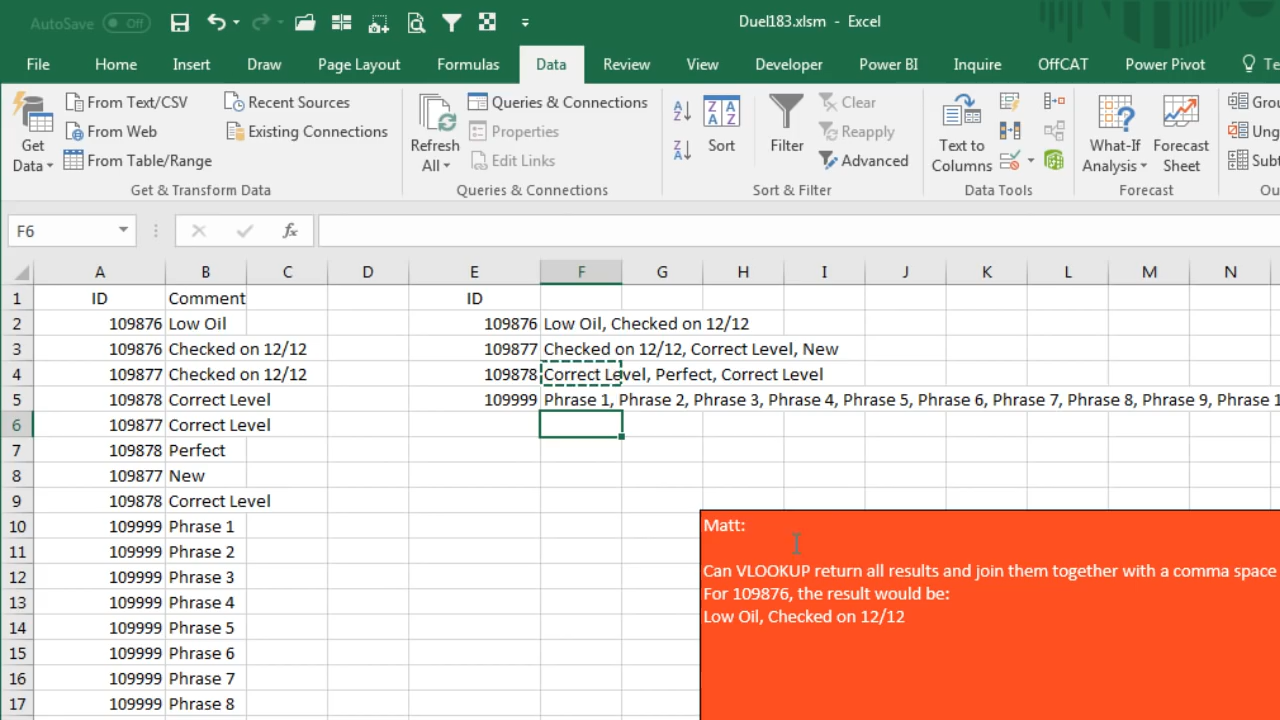 AutoSave Off
Duel183.xlsm - Excel
File Home Insert Draw Page Layout Formulas Data Review View Developer Power BI Inquire OffCAT Power Pivot Te
Get Data
From Text/CSV
From Web
From Table/Range
Recent Sources
Existing Connections
Get & Transform Data
Refresh All
Queries & Connections
Properties
Edit Links
Queries & Connections
Sort
Filter
Clear
Reapply
Advanced
Sort & Filter
Text to Columns
Data Tools
What-If Analysis
Forecast Sheet
Forecast
Grou
Ung
Subt
Ou
F6 fx
A B C D E F G H I J K L M N
1 ID Comment ID
2 109876 Low Oil 109876 Low Oil, Checked on 12/12
3 109876 Checked on 12/12 109877 Checked on 12/12, Correct Level, New
4 109877 Checked on 12/12 109878 Correct Level, Perfect, Correct Level
5 109878 Correct Level 109999 Phrase 1, Phrase 2, Phrase 3, Phrase 4, Phrase 5, Phrase 6, Phrase 7, Phrase 8, Phrase 9, Phrase 1
6 109877 Correct Level
7 109878 Perfect
8 109877 New
9 109878 Correct Level
10 109999 Phrase 1
11 109999 Phrase 2
12 109999 Phrase 3
13 109999 Phrase 4
14 109999 Phrase 5
15 109999 Phrase 6
16 109999 Phrase 7
17 109999 Phrase 8
Matt:
Can VLOOKUP return all results and join them together with a comma space
For 109876, the result would be:
Low Oil, Checked on 12/12